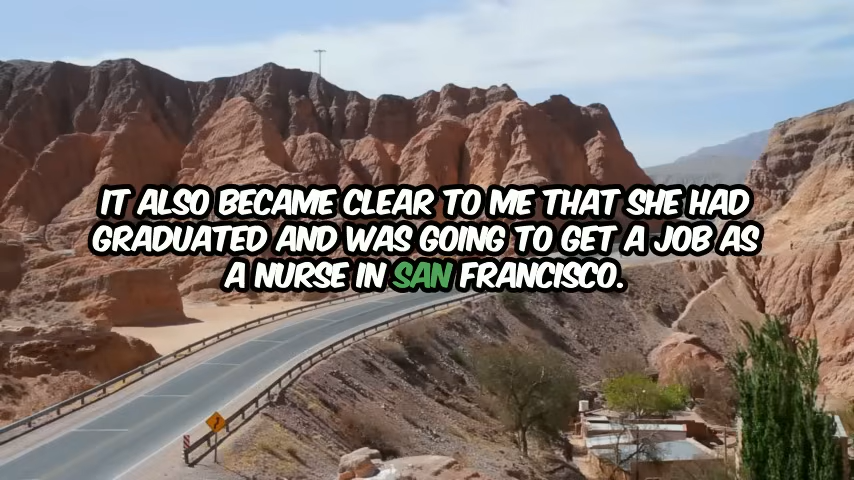 IT ALSO BECAME CLEAR TO ME THAT SHE HAD
GRADUATED AND WAS GOING TO GET A JOB AS
A NURSE IN SAN FRANCISCO.